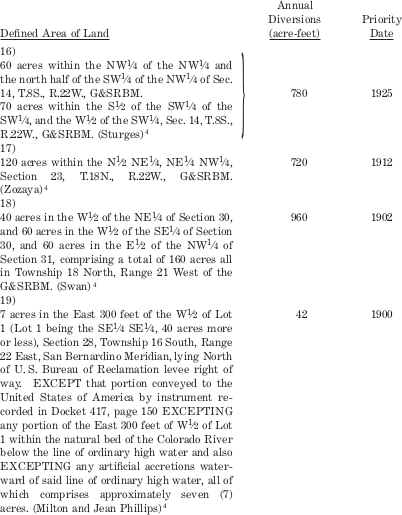 Annual
Diversions Priority
Defined Area of Land (acre-feet) Date
16)
60 acres within the NW¼ of the NW¼ and
the north half of the SW¼ of the NW¼ of Sec.
14, T.8S., R.22W., G&SRBM. 780 1925
70 acres within the S½ of the SW¼ of the
SW¼, and the W½ of the SW¼, Sec. 14, T.8S.,
R.22W., G&SRBM. (Sturges)⁴
17)
120 acres within the N½ NE¼, NE¼ NW¼, 720 1912
Section 23, T.18N., R.22W., G&SRBM.
(Zozaya)⁴
18)
40 acres in the W½ of the NE¼ of Section 30, 960 1902
and 60 acres in the W½ of the SE¼ of Section
30, and 60 acres in the E½ of the NW¼ of
Section 31, comprising a total of 160 acres all
in Township 18 North, Range 21 West of the
G&SRBM. (Swan)⁴
19)
7 acres in the East 300 feet of the W½ of Lot 42 1900
1 (Lot 1 being the SE¼ SE¼, 40 acres more
or less), Section 28, Township 16 South, Range
22 East, San Bernardino Meridian, lying North
of U. S. Bureau of Reclamation levee right of
way. EXCEPT that portion conveyed to the
United States of America by instrument re-
corded in Docket 417, page 150 EXCEPTING
any portion of the East 300 feet of W½ of Lot
1 within the natural bed of the Colorado River
below the line of ordinary high water and also
EXCEPTING any artificial accretions water-
ward of said line of ordinary high water, all of
which comprises approximately seven (7)
acres. (Milton and Jean Phillips)⁴